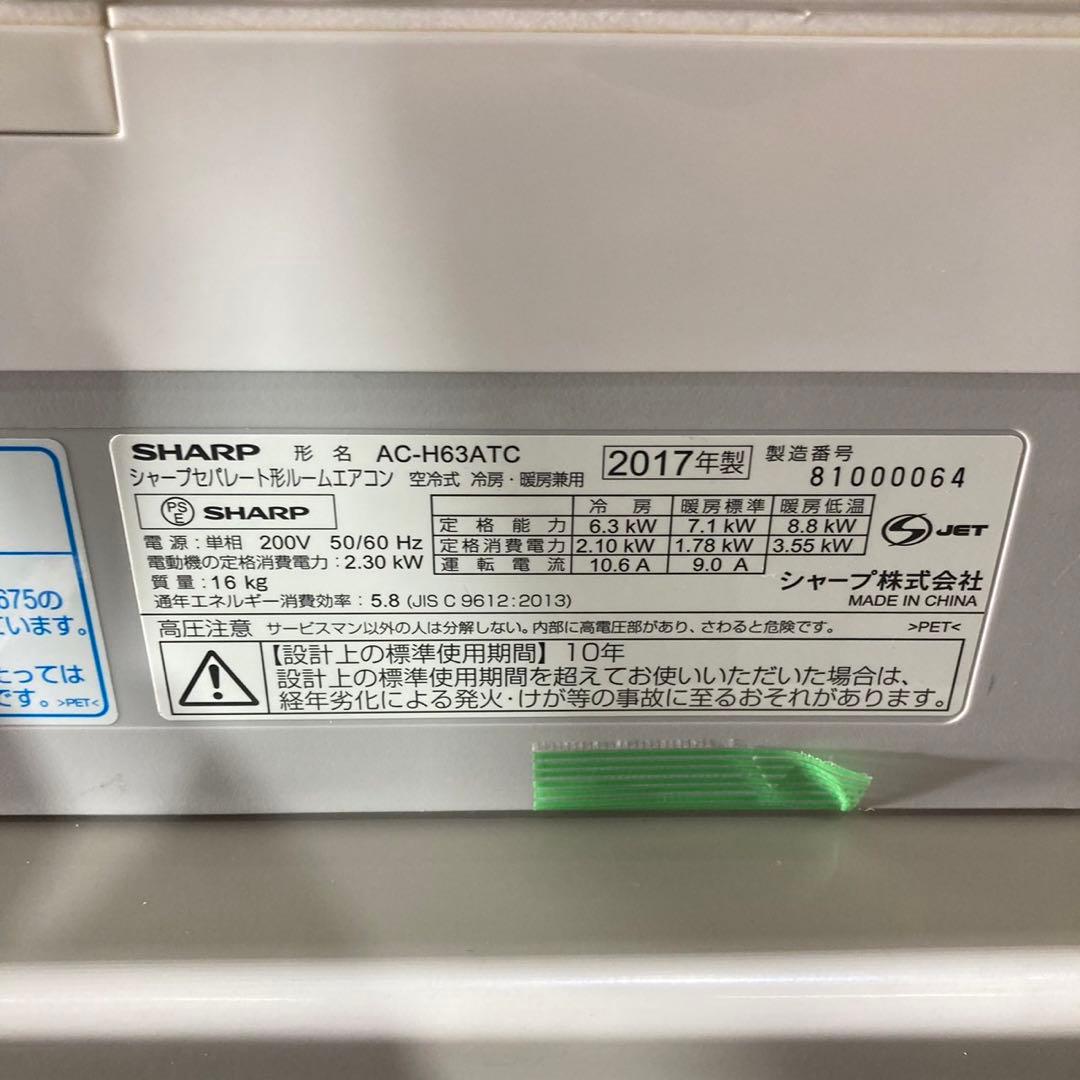 SHARP 形名 AC-H63ATC 2017年製 製造番号
シャープセパレート形ルームエアコン 空冷式 冷房・暖房兼用 81000064
PSE SHARP
冷房 暖房標準 暖房低温
定格能力 6.3 kW 7.1 kW 8.8 kW
定格消費電力 2.10 kW 1.78 kW 3.55 kW
運転電流 10.6 A 9.0 A
S JET
電源:単相 200V 50/60 Hz
電動機の定格消費電力:2.30 kW
質量:16 kg
通年エネルギー消費効率:5.8 (JIS C 9612:2013)
シャープ株式会社
MADE IN CHINA
高圧注意 サービスマン以外の人は分解しない。内部に高電圧部があり、さわると危険です。 >PET<
【設計上の標準使用期間】10年
設計上の標準使用期間を超えてお使いいただいた場合は、
経年劣化による発火・けが等の事故に至るおそれがあります。
675の
います。
たっては
です。 >PET<